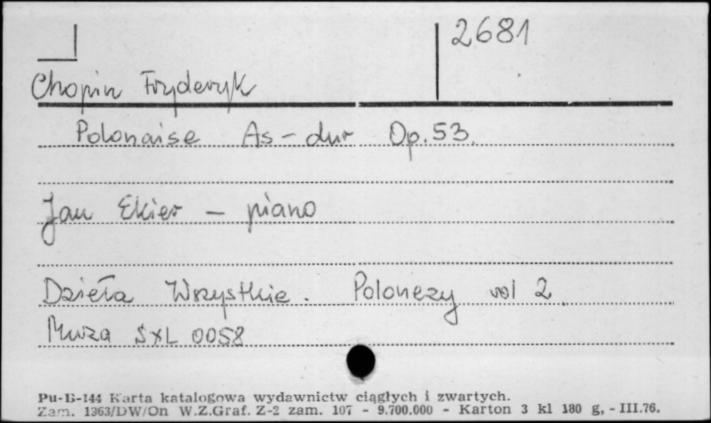 2681
Chopin Fryderyk
Polonaise As-dur Op. 53.
Jan Ekier – piano
Dzieła Wszystkie. Polonezy vol 2.
Muza SXL 0058
Pu-B-144 Karta katalogowa wydawnictw ciągłych i zwartych.
Zam. 1363/DW/On W.Z.Graf. Z-2 zam. 107 - 9.700.000 - Karton 3 kl 180 g, - III.76.